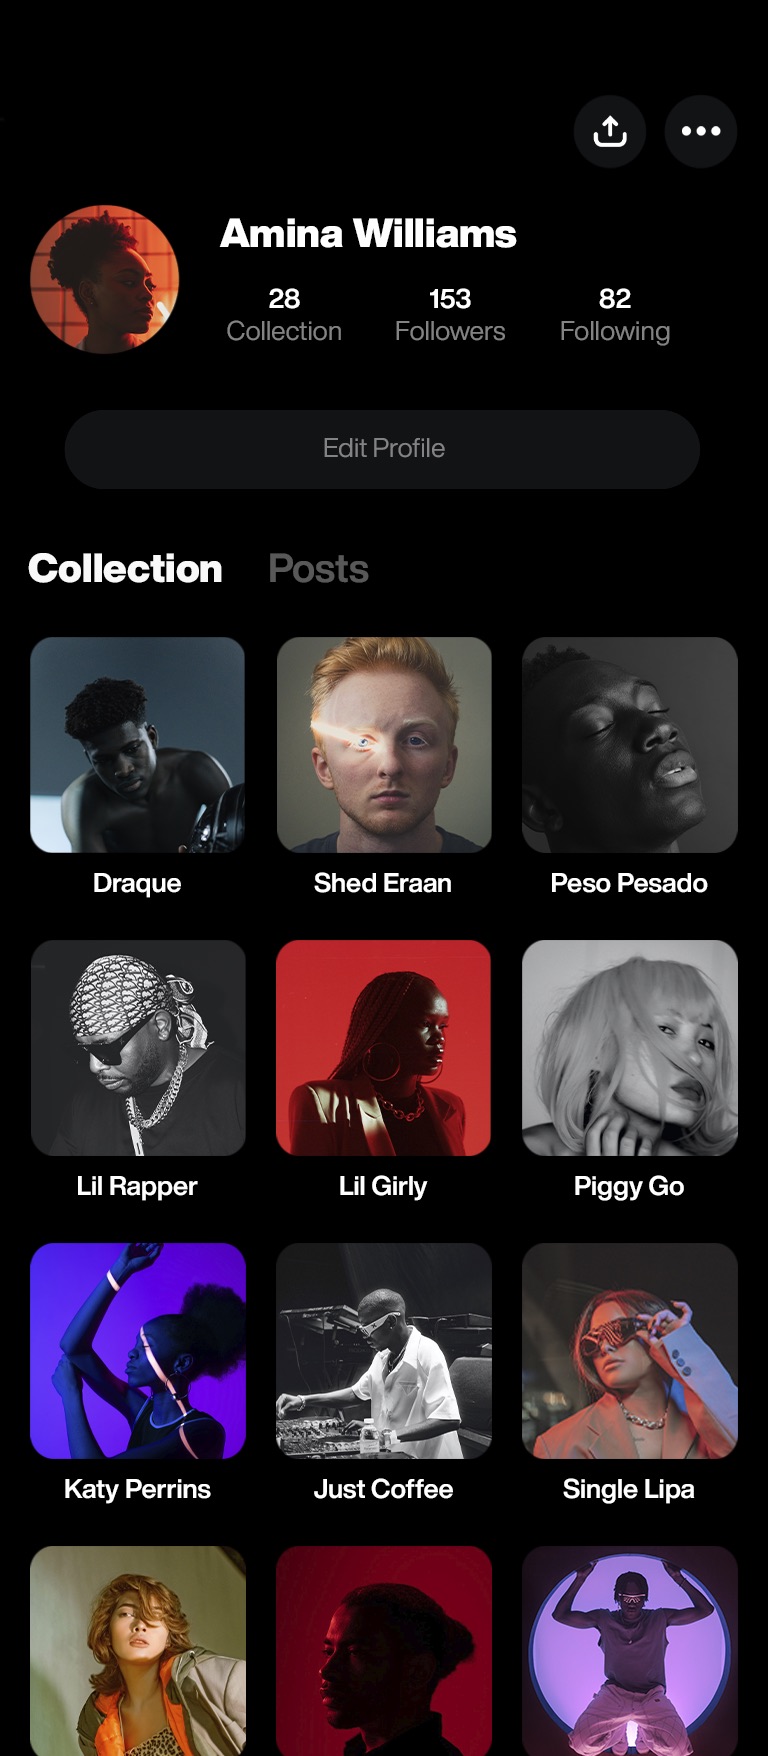 Amina Williams
28 153 82
Collection Followers Following
Edit Profile
Collection Posts
Draque Shed Eraan Peso Pesado
Lil Rapper Lil Girly Piggy Go
Katy Perrins Just Coffee Single Lipa